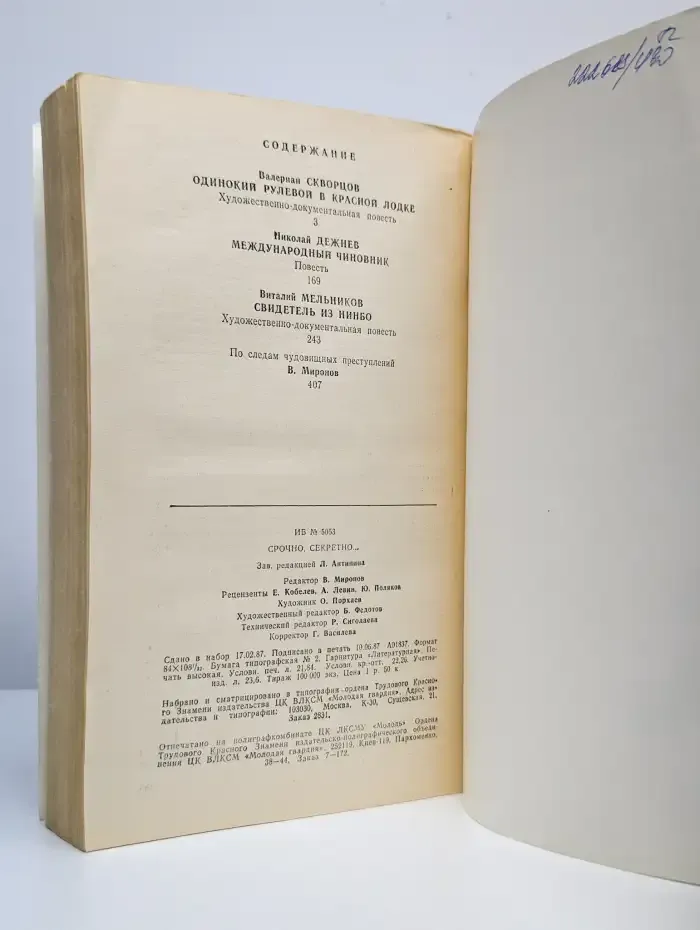 СОДЕРЖАНИЕ
Валериан СКВОРЦОВ
ОДИНОКИЙ РУЛЕВОЙ В КРАСНОЙ ЛОДКЕ
Художественно-документальная повесть
3
Николай ДЕЖНЕВ
МЕЖДУНАРОДНЫЙ ЧИНОВНИК
Повесть
169
Виталий МЕЛЬНИКОВ
СВИДЕТЕЛЬ ИЗ НИНБО
Художественно-документальная повесть
243
По следам чудовищных преступлений
В. Миронов
407
ИБ № 5053
СРОЧНО, СЕКРЕТНО...
Зав. редакцией Л. Антипина
Редактор В. Миронов
Рецензенты Е. Кобелев, А. Левин, Ю. Поляков
Художник О. Пархаев
Художественный редактор Б. Федотов
Технический редактор Р. Сиголаева
Корректор Г. Василева
Сдано в набор 17.02.87. Подписано в печать 10.06.87 А01837. Формат
84×108¹/₃₂. Бумага типографская № 2. Гарнитура «Литературная». Пе-
чать высокая. Условн. печ. л. 21,84. Условн. кр.-отт. 22,26. Учетно-
изд. л. 23,6. Тираж 100 000 экз. Цена 1 р. 50 к
Набрано и сматрицировано в типографии ордена Трудового Красно-
го Знамени издательства ЦК ВЛКСМ «Молодая гвардия». Адрес из-
дательства и типографии: 103030, Москва, К-30, Сущевская, 21.
Заказ 2831.
Отпечатано на полиграфкомбинате ЦК ЛКСМУ «Молодь» Ордена
Трудового Красного Знамени издательско-полиграфического объеди-
нения ЦК ВЛКСМ «Молодая гвардия». 252119, Киев-119, Пархоменко,
38—44. Заказ 7—172.